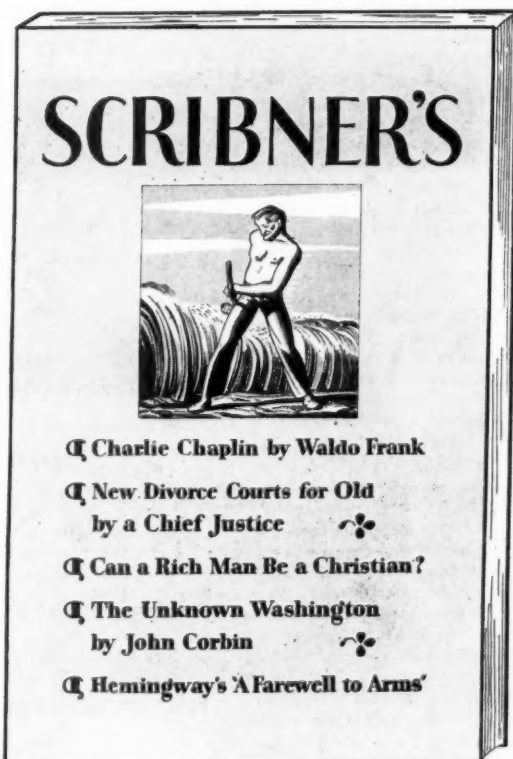 SCRIBNER'S
Charlie Chaplin by Waldo Frank
New Divorce Courts for Old
by a Chief Justice
Can a Rich Man Be a Christian?
The Unknown Washington
by John Corbin
Hemingway's 'A Farewell to Arms'